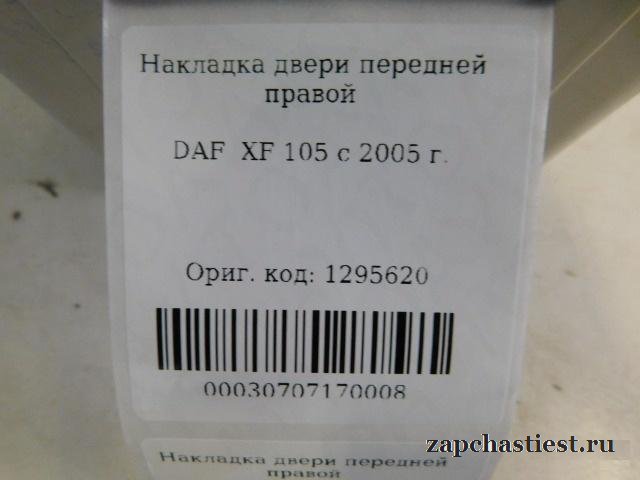 Накладка двери передней
правой
DAF XF 105 с 2005 г.
Ориг. код: 1295620
00030707170008
Накладка двери передней
правой
zapchastiest.ru